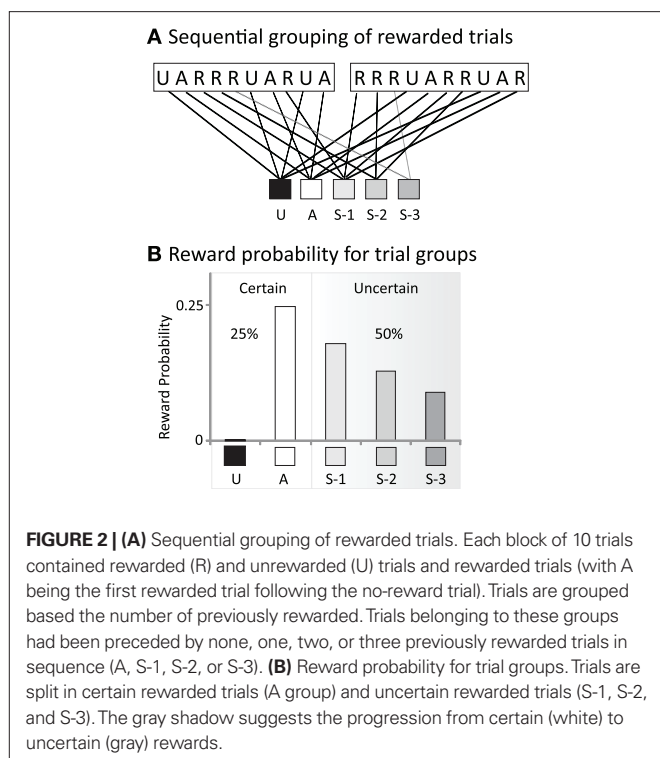 A Sequential grouping of rewarded trials
U A R R R U A R U A R R R U A R R U A R
U A S-1 S-2 S-3
B Reward probability for trial groups
Certain Uncertain
0.25
25% 50%
Reward Probability
0
U A S-1 S-2 S-3
FIGURE 2 | (A) Sequential grouping of rewarded trials. Each block of 10 trials
contained rewarded (R) and unrewarded (U) trials and rewarded trials (with A
being the first rewarded trial following the no-reward trial). Trials are grouped
based the number of previously rewarded. Trials belonging to these groups
had been preceded by none, one, two, or three previously rewarded trials in
sequence (A, S-1, S-2, or S-3). (B) Reward probability for trial groups. Trials are
split in certain rewarded trials (A group) and uncertain rewarded trials (S-1, S-2,
and S-3). The gray shadow suggests the progression from certain (white) to
uncertain (gray) rewards.